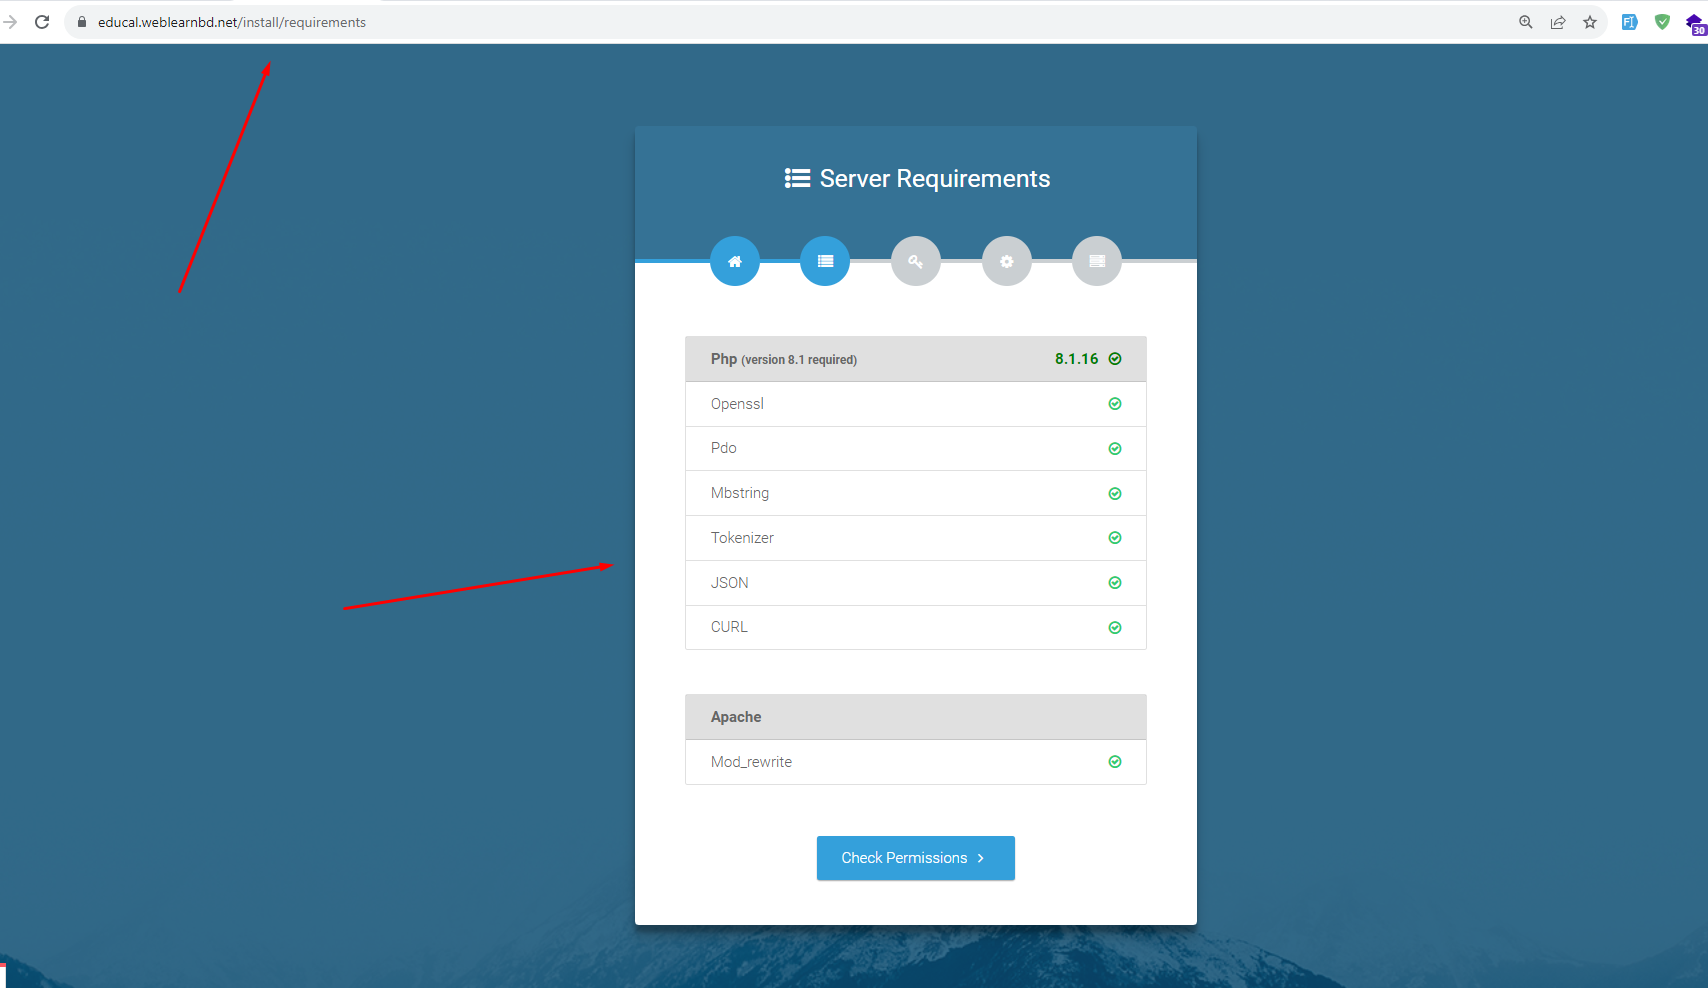 educal.weblearnbd.net/install/requirements
30
Server Requirements
Php (version 8.1 required) 8.1.16
Openssl
Pdo
Mbstring
Tokenizer
JSON
CURL
Apache
Mod_rewrite
Check Permissions